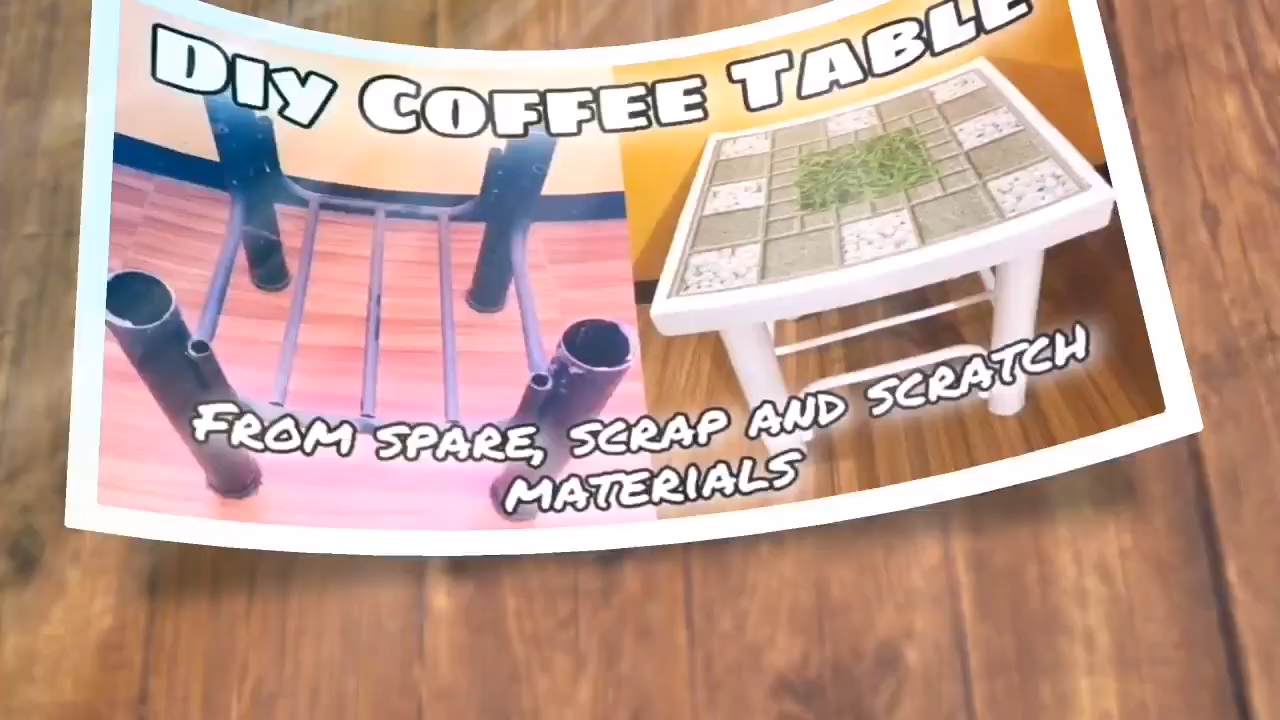 Diy Coffee Table
From spare, scrap and scratch
materials